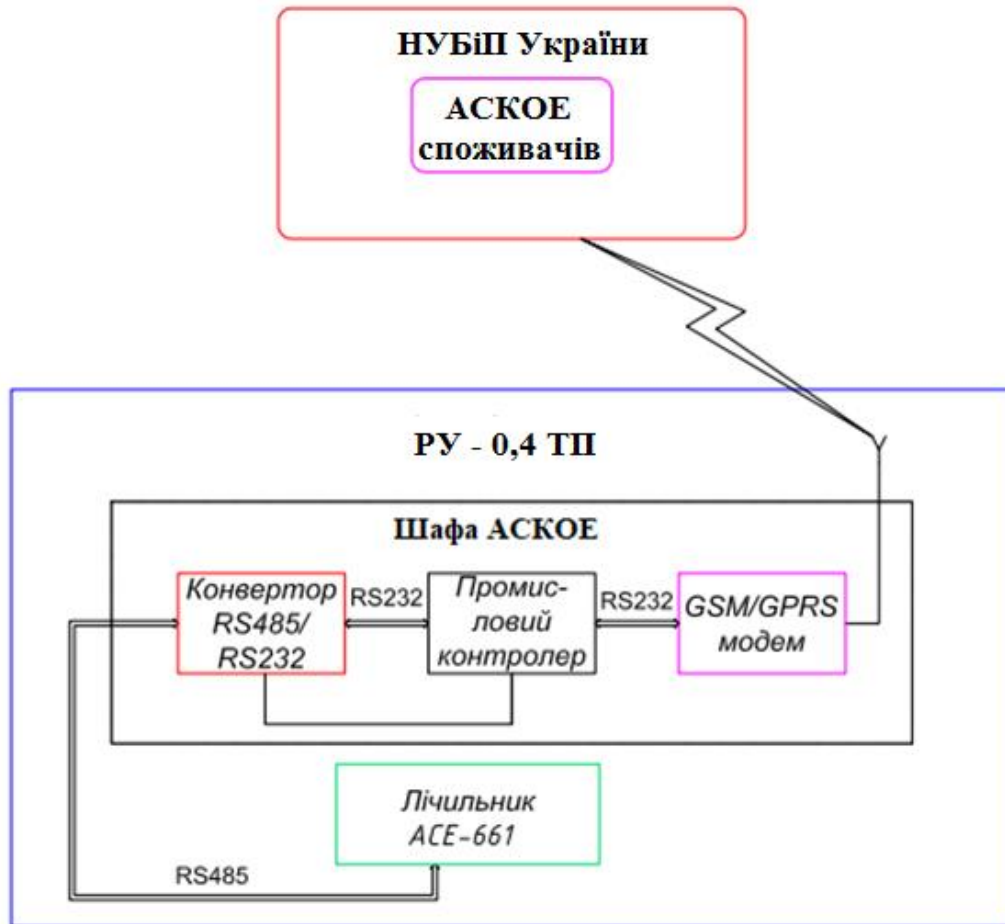 НУБіП України
АСКОЕ
споживачів
РУ - 0,4 ТП
Шафа АСКОЕ
Конвертор
RS485/
RS232
RS232
Промис-
ловий
контролер
RS232
GSM/GPRS
модем
Лічильник
ACE-661
RS485